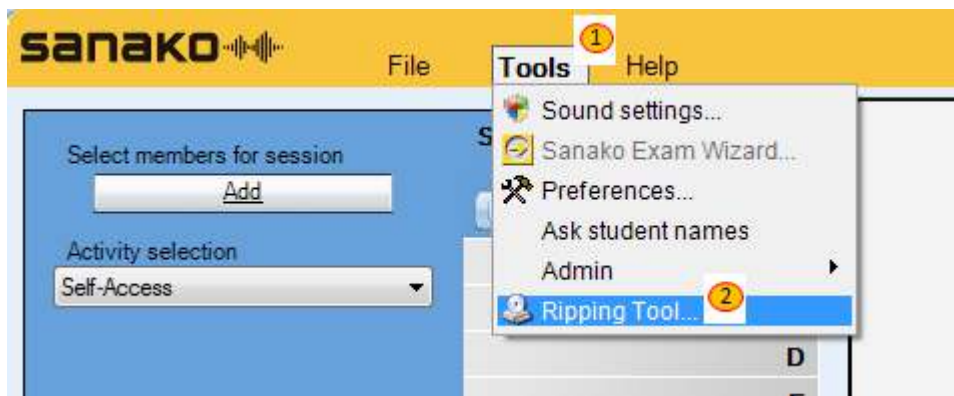 sanako
File Tools 1 Help
Sound settings...
Select members for session S
Sanako Exam Wizard...
Add
Preferences...
Ask student names
Activity selection
Admin
Self-Access
Ripping Tool... 2
D